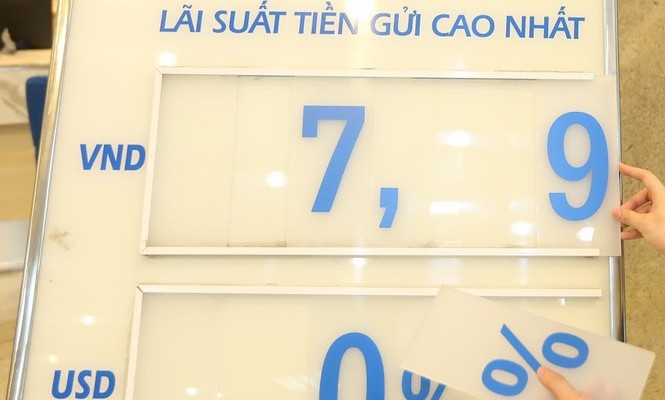 LÃI SUẤT TIỀN GỬI CAO NHẤT
VND 7, 9
USD 0% %